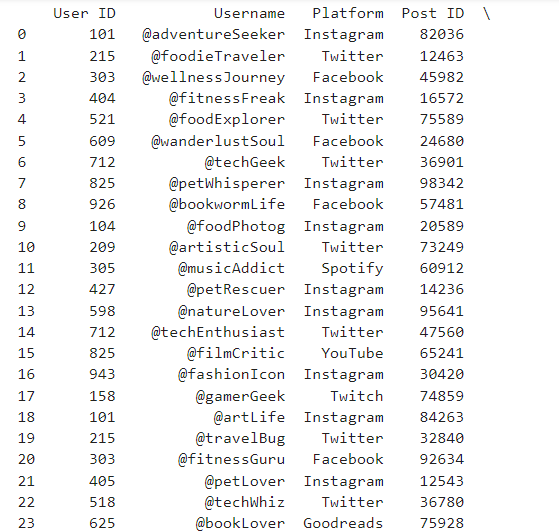 User ID Username Platform Post ID \
0 101 @adventureSeeker Instagram 82036
1 215 @foodieTraveler Twitter 12463
2 303 @wellnessJourney Facebook 45982
3 404 @fitnessFreak Instagram 16572
4 521 @foodExplorer Twitter 75589
5 609 @wanderlustSoul Facebook 24680
6 712 @techGeek Twitter 36901
7 825 @petWhisperer Instagram 98342
8 926 @bookwormLife Facebook 57481
9 104 @foodPhotog Instagram 20589
10 209 @artisticSoul Twitter 73249
11 305 @musicAddict Spotify 60912
12 427 @petRescuer Instagram 14236
13 598 @natureLover Instagram 95641
14 712 @techEnthusiast Twitter 47560
15 825 @filmCritic YouTube 65241
16 943 @fashionIcon Instagram 30420
17 158 @gamerGeek Twitch 74859
18 101 @artLife Instagram 84263
19 215 @travelBug Twitter 32840
20 303 @fitnessGuru Facebook 92634
21 405 @petLover Instagram 12543
22 518 @techWhiz Twitter 36780
23 625 @bookLover Goodreads 75928